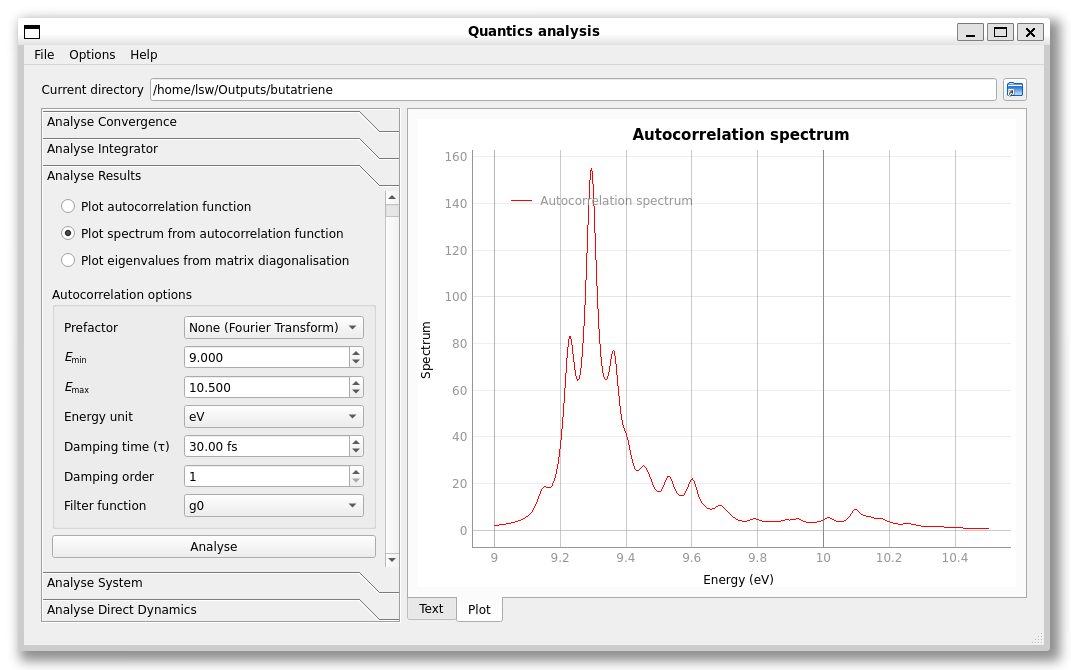 Quantics analysis
File Options Help
Current directory /home/lsw/Outputs/butatriene
Analyse Convergence
Analyse Integrator
Analyse Results
Plot autocorrelation function
Plot spectrum from autocorrelation function
Plot eigenvalues from matrix diagonalisation
Autocorrelation options
Prefactor None (Fourier Transform)
Emin 9.000
Emax 10.500
Energy unit eV
Damping time (τ) 30.00 fs
Damping order 1
Filter function g0
Analyse
Analyse System
Analyse Direct Dynamics
Autocorrelation spectrum
Autocorrelation spectrum
Spectrum
160
140
120
100
80
60
40
20
0
9 9.2 9.4 9.6 9.8 10 10.2 10.4
Energy (eV)
Text Plot